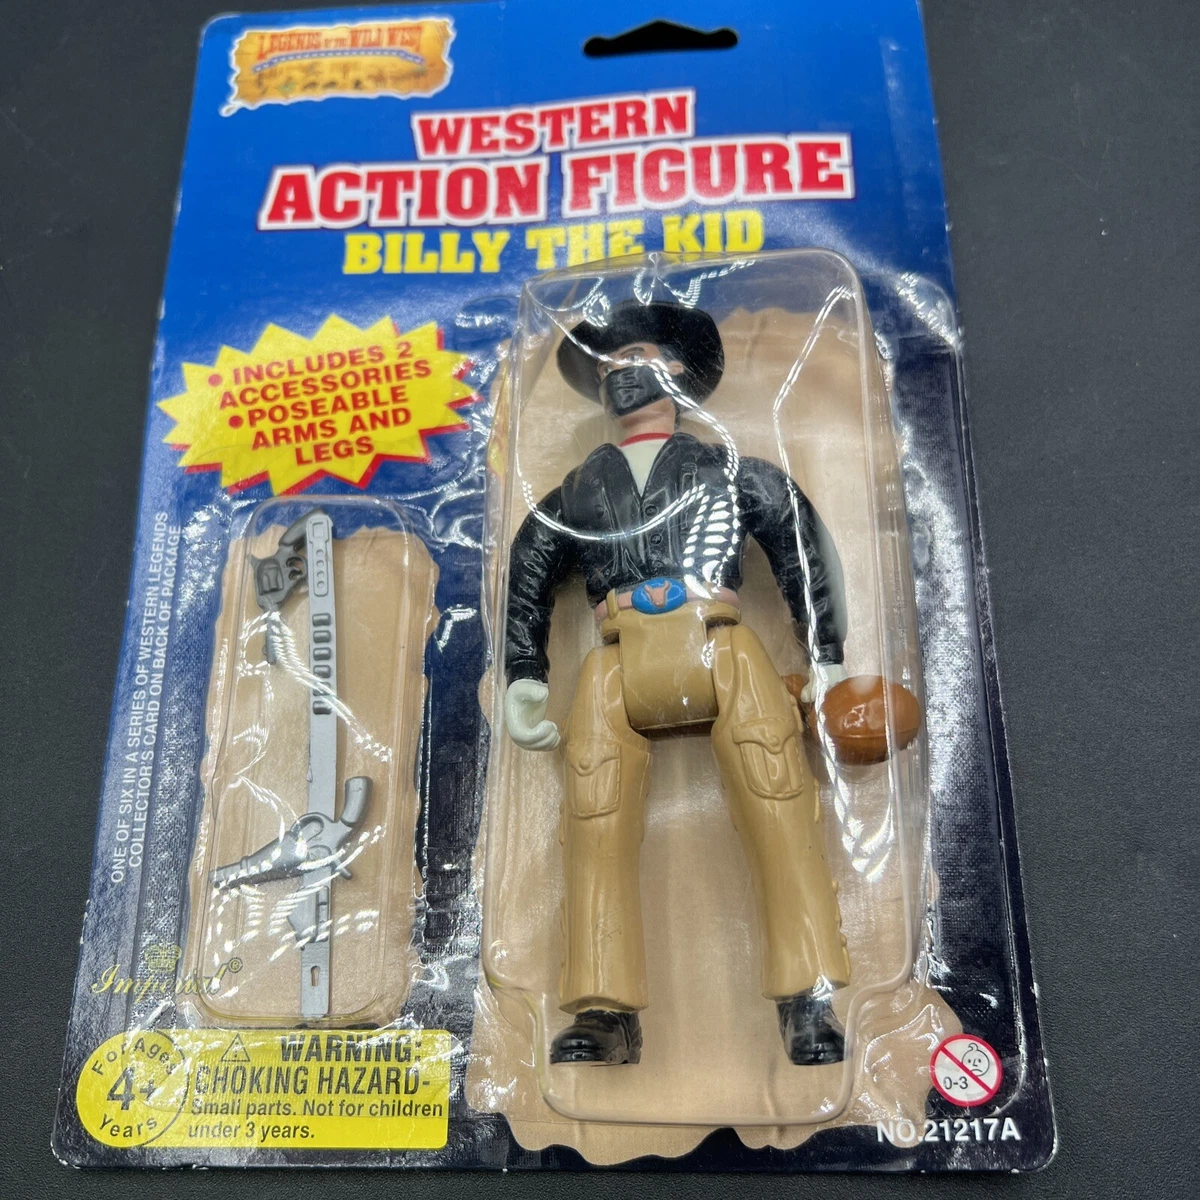 LEGENDS OF THE WILD WEST
WESTERN
ACTION FIGURE
BILLY THE KID
• INCLUDES 2
ACCESSORIES
• POSEABLE
ARMS AND
LEGS
ONE OF SIX IN A SERIES OF WESTERN LEGENDS
COLLECTOR'S CARD ON BACK OF PACKAGE
Imperial®
For Ages
4+
Years
WARNING:
CHOKING HAZARD-
Small parts. Not for children
under 3 years.
0-3
NO.21217A